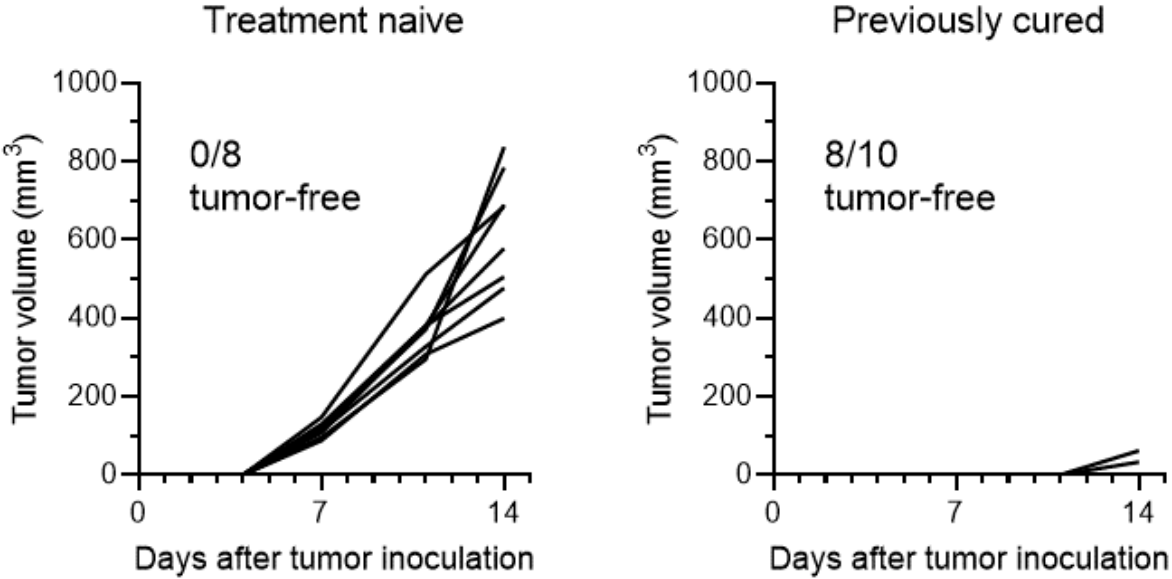 Treatment naive
1000
800
600
400
200
0
0/8
tumor-free
Tumor volume (mm³)
0
7
14
Days after tumor inoculation
Previously cured
1000
800
600
400
200
0
8/10
tumor-free
Tumor volume (mm³)
0
7
14
Days after tumor inoculation